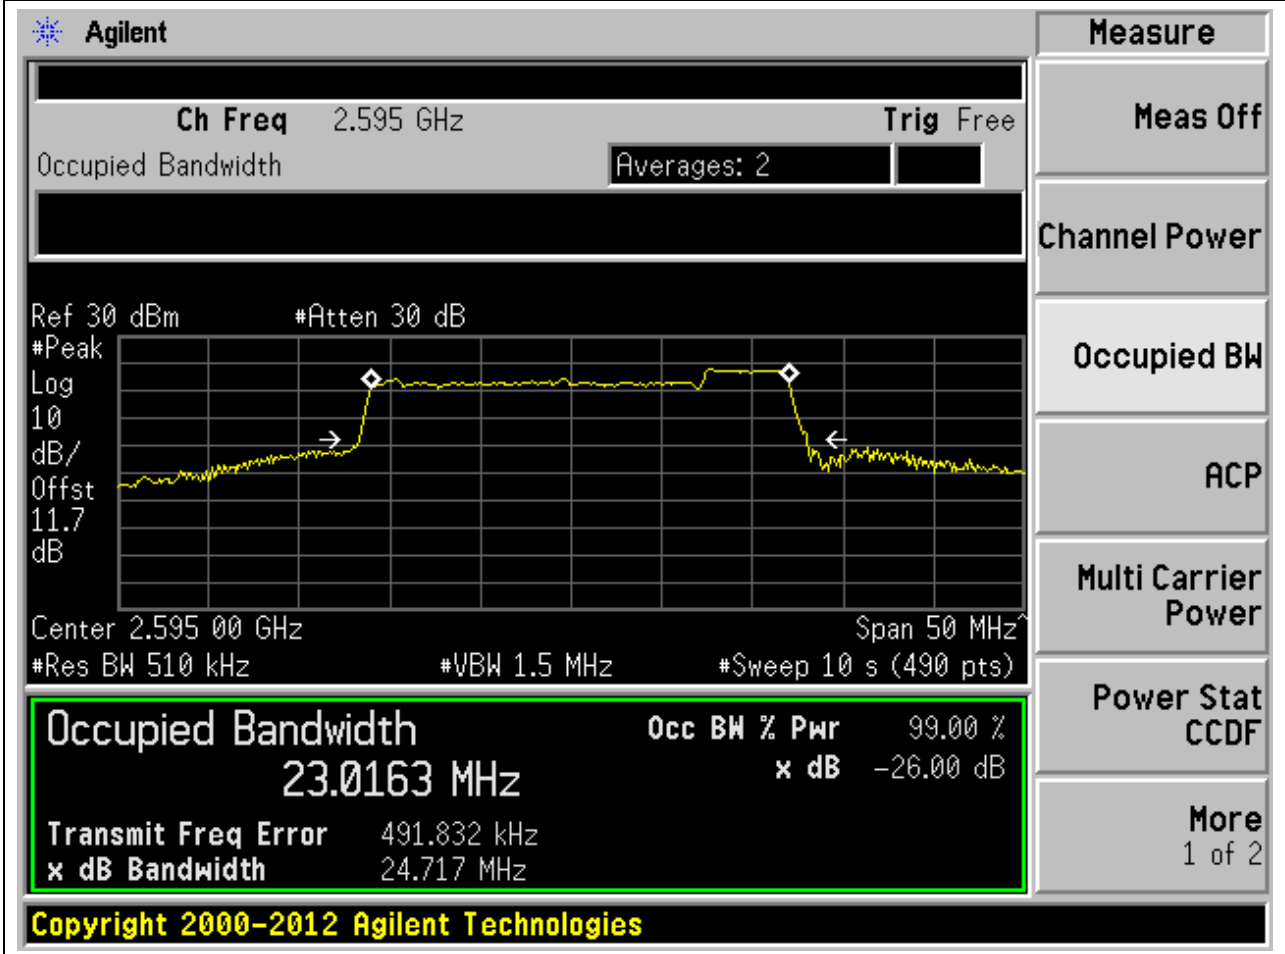 Agilent
Measure
Ch Freq 2.595 GHz Trig Free
Occupied Bandwidth Averages: 2
Meas Off
Channel Power
Occupied BW
ACP
Multi Carrier
Power
Power Stat
CCDF
More
1 of 2
Ref 30 dBm #Atten 30 dB
#Peak
Log
10
dB/
Offst
11.7
dB
Center 2.595 00 GHz Span 50 MHz^
#Res BW 510 kHz #VBW 1.5 MHz #Sweep 10 s (490 pts)
Occupied Bandwidth Occ BW % Pwr 99.00 %
23.0163 MHz x dB -26.00 dB
Transmit Freq Error 491.832 kHz
x dB Bandwidth 24.717 MHz
Copyright 2000-2012 Agilent Technologies